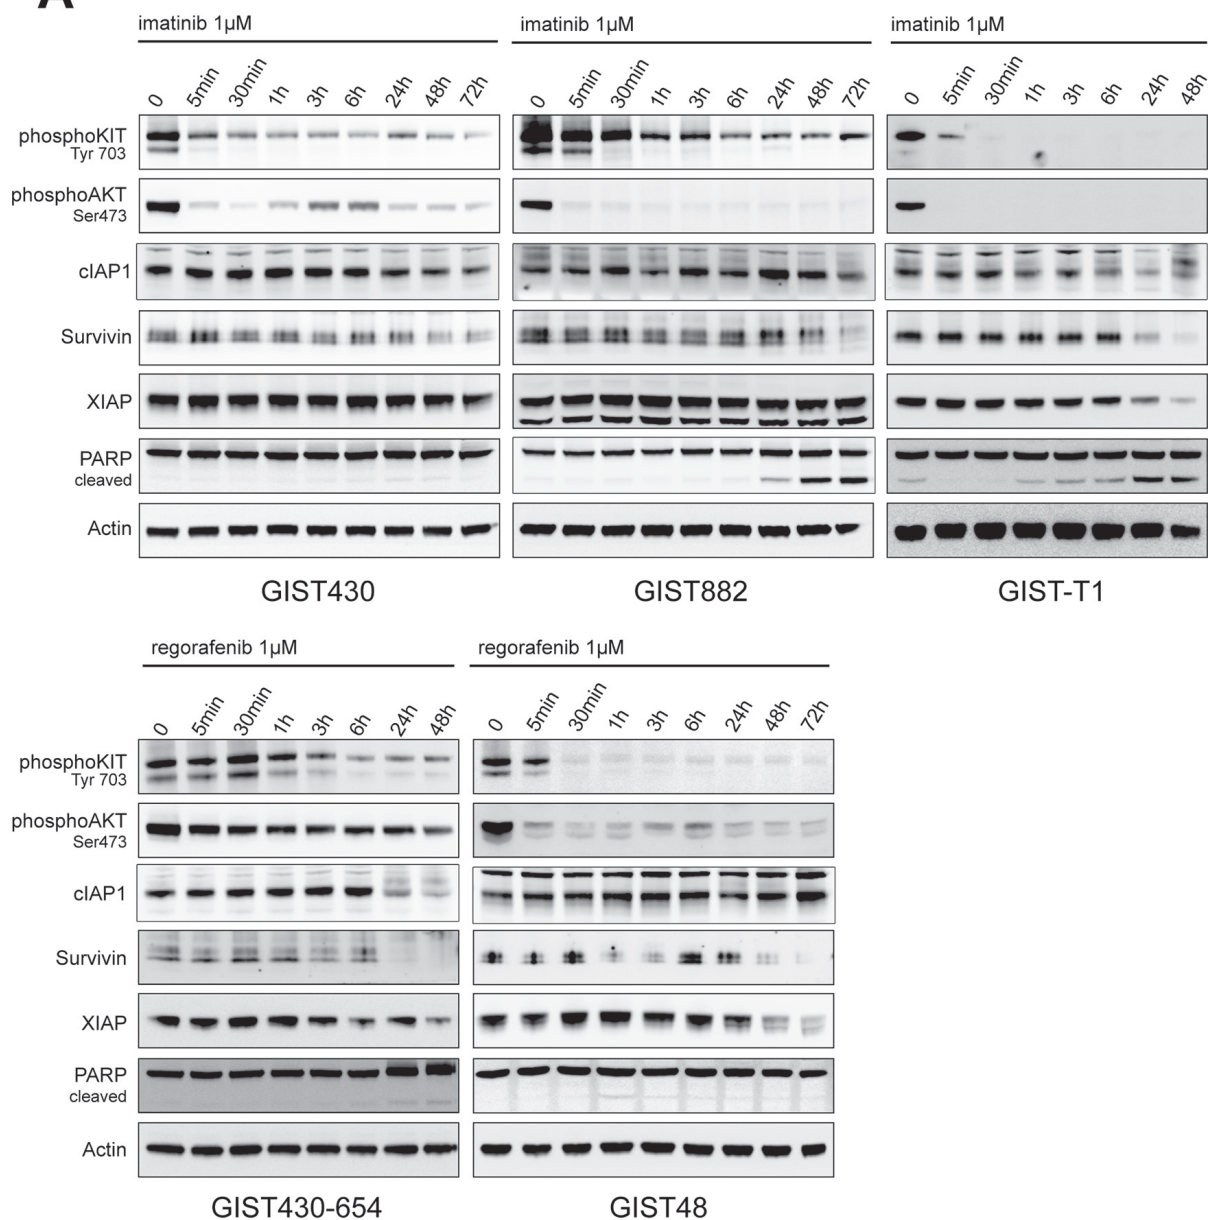 A
imatinib 1µM
imatinib 1µM
imatinib 1µM
0 5min 30min 1h 3h 6h 24h 48h 72h
0 5min 30min 1h 3h 6h 24h 48h 72h
0 5min 30min 1h 3h 6h 24h 48h
phosphoKIT
Tyr 703
phosphoAKT
Ser473
cIAP1
Survivin
XIAP
PARP
cleaved
Actin
GIST430
GIST882
GIST-T1
regorafenib 1µM
regorafenib 1µM
0 5min 30min 1h 3h 6h 24h 48h
0 5min 30min 1h 3h 6h 24h 48h 72h
phosphoKIT
Tyr 703
phosphoAKT
Ser473
cIAP1
Survivin
XIAP
PARP
cleaved
Actin
GIST430-654
GIST48